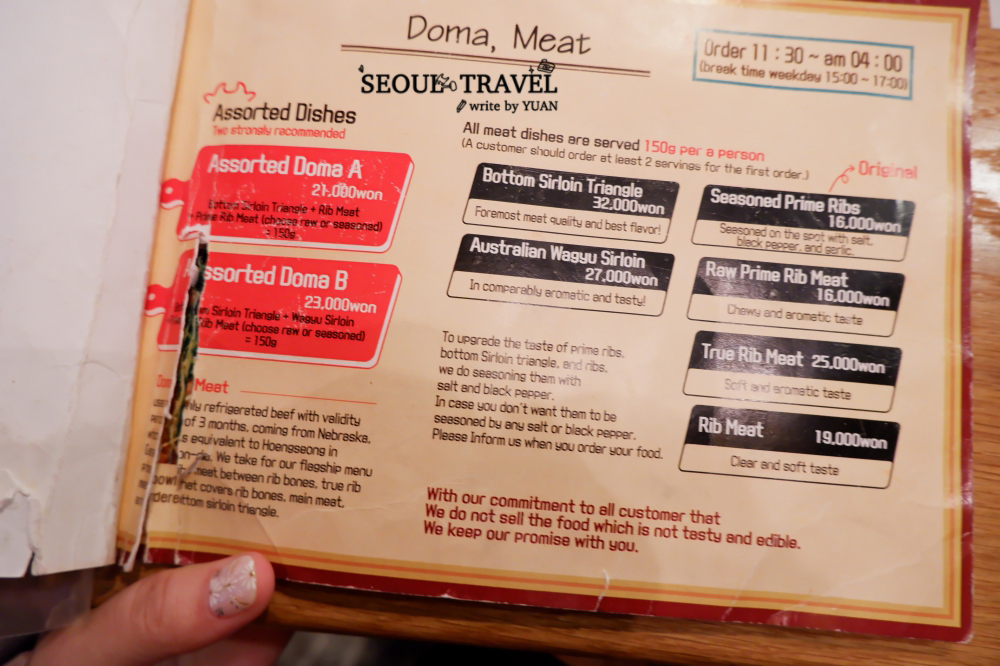 Doma, Meat
Order 11 : 30 ~ am 04 : 00
(break time weekday 15:00 ~ 17:00)
SEOUL TRAVEL
write by YUAN
Assorted Dishes
Two strongly recommended
Assorted Doma A
21,000won
Bottom Sirloin Triangle + Rib Meat
+ Prime Rib Meat (choose raw or seasoned)
= 150g
ssorted Doma B
23,000won
Sirloin Triangle + Wagyu Sirloin
Rib Meat (choose raw or seasoned)
= 150g
Meat
refrigerated beef with validity
of 3 months, coming from Nebraska,
equivalent to Hoengseong in
We take for our flagship menu
meat between rib bones, true rib
covers rib bones, main meat,
sirloin triangle.
All meat dishes are served 150g per a person
(A customer should order at least 2 servings for the first order.)
Original
Bottom Sirloin Triangle
32,000won
Foremost meat quality and best flavor!
Australian Wagyu Sirloin
27,000won
In comparably aromatic and tasty!
Seasoned Prime Ribs
16,000won
Seasoned on the spot with salt,
black pepper, and garlic.
Raw Prime Rib Meat
16,000won
Chewy and aromatic taste
True Rib Meat 25,000won
Soft and aromatic taste
Rib Meat 19,000won
Clear and soft taste
To upgrade the taste of prime ribs,
bottom Sirloin triangle, and ribs,
we do seasoning them with
salt and black pepper.
In case you don't want them to be
seasoned by any salt or black pepper.
Please Inform us when you order your food.
With our commitment to all customer that
We do not sell the food which is not tasty and edible.
We keep our promise with you.